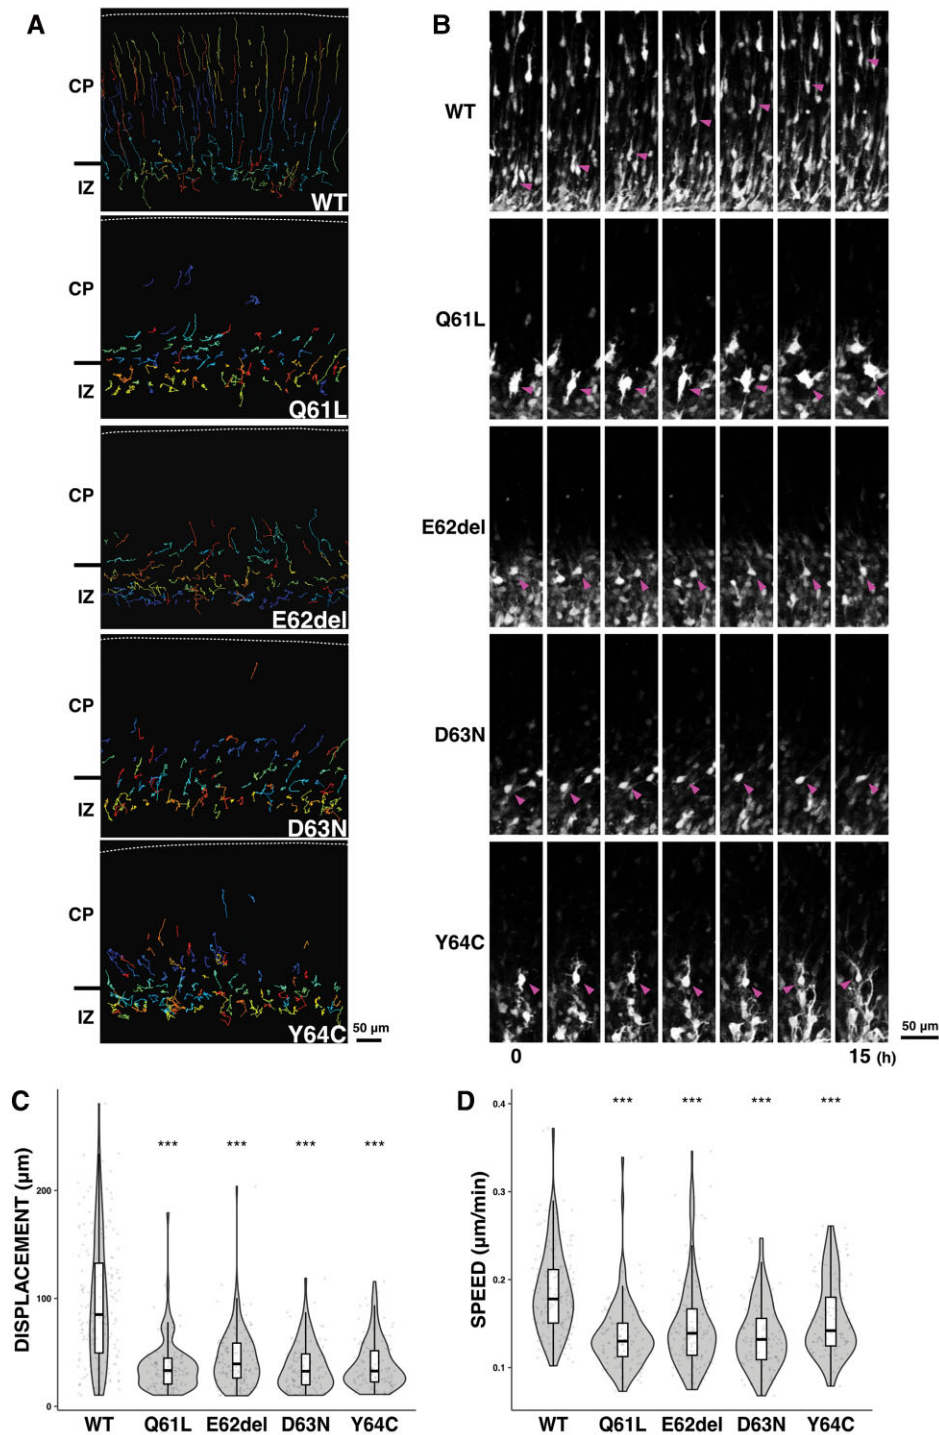 A
CP
IZ
WT
CP
IZ
Q61L
CP
IZ
E62del
CP
IZ
D63N
CP
IZ
Y64C
50 µm
B
WT
Q61L
E62del
D63N
Y64C
0
15 (h)
50 µm
C
DISPLACEMENT (µm)
200
100
0
*** *** *** ***
WT Q61L E62del D63N Y64C
D
SPEED (µm/min)
0.4
0.3
0.2
0.1
*** *** *** ***
WT Q61L E62del D63N Y64C